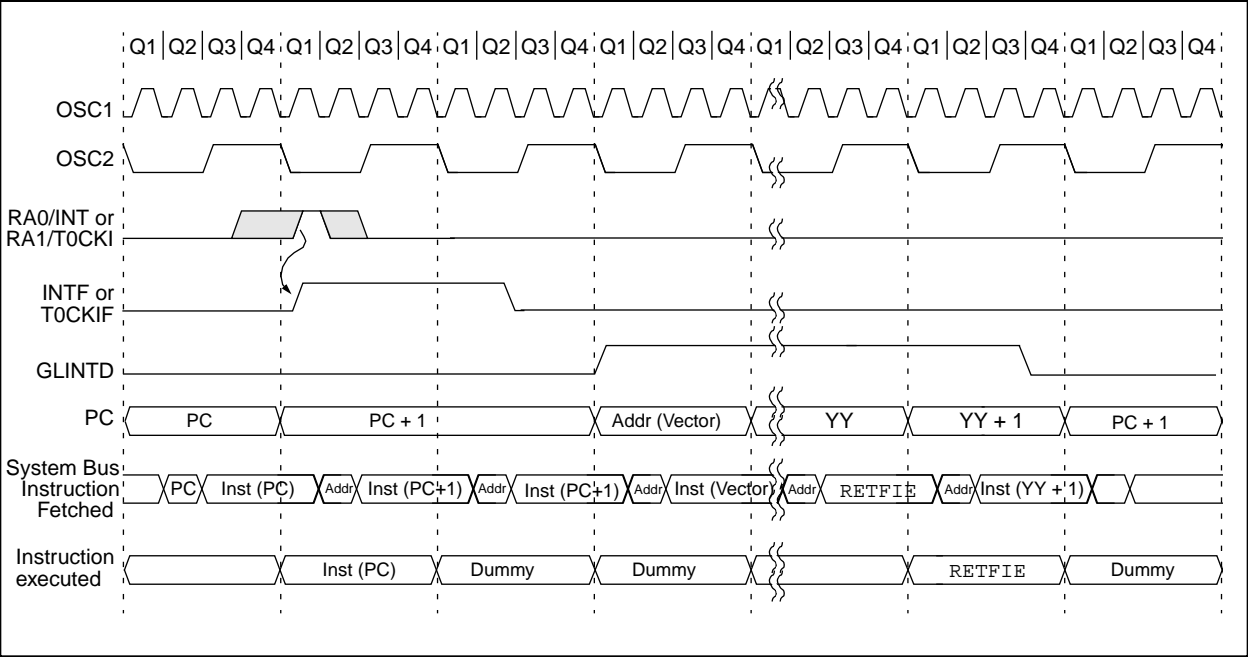 Q1 Q2 Q3 Q4 Q1 Q2 Q3 Q4 Q1 Q2 Q3 Q4 Q1 Q2 Q3 Q4 Q1 Q2 Q3 Q4 Q1 Q2 Q3 Q4 Q1 Q2 Q3 Q4
OSC1
OSC2
RA0/INT or
RA1/T0CKI
INTF or
T0CKIF
GLINTD
PC PC PC + 1 Addr (Vector) YY YY + 1 PC + 1
System Bus
Instruction
Fetched
PC Inst (PC) Addr Inst (PC+1) Addr Inst (PC+1) Addr Inst (Vector) Addr RETFIE Addr Inst (YY + 1)
Instruction
executed
Inst (PC) Dummy Dummy RETFIE Dummy